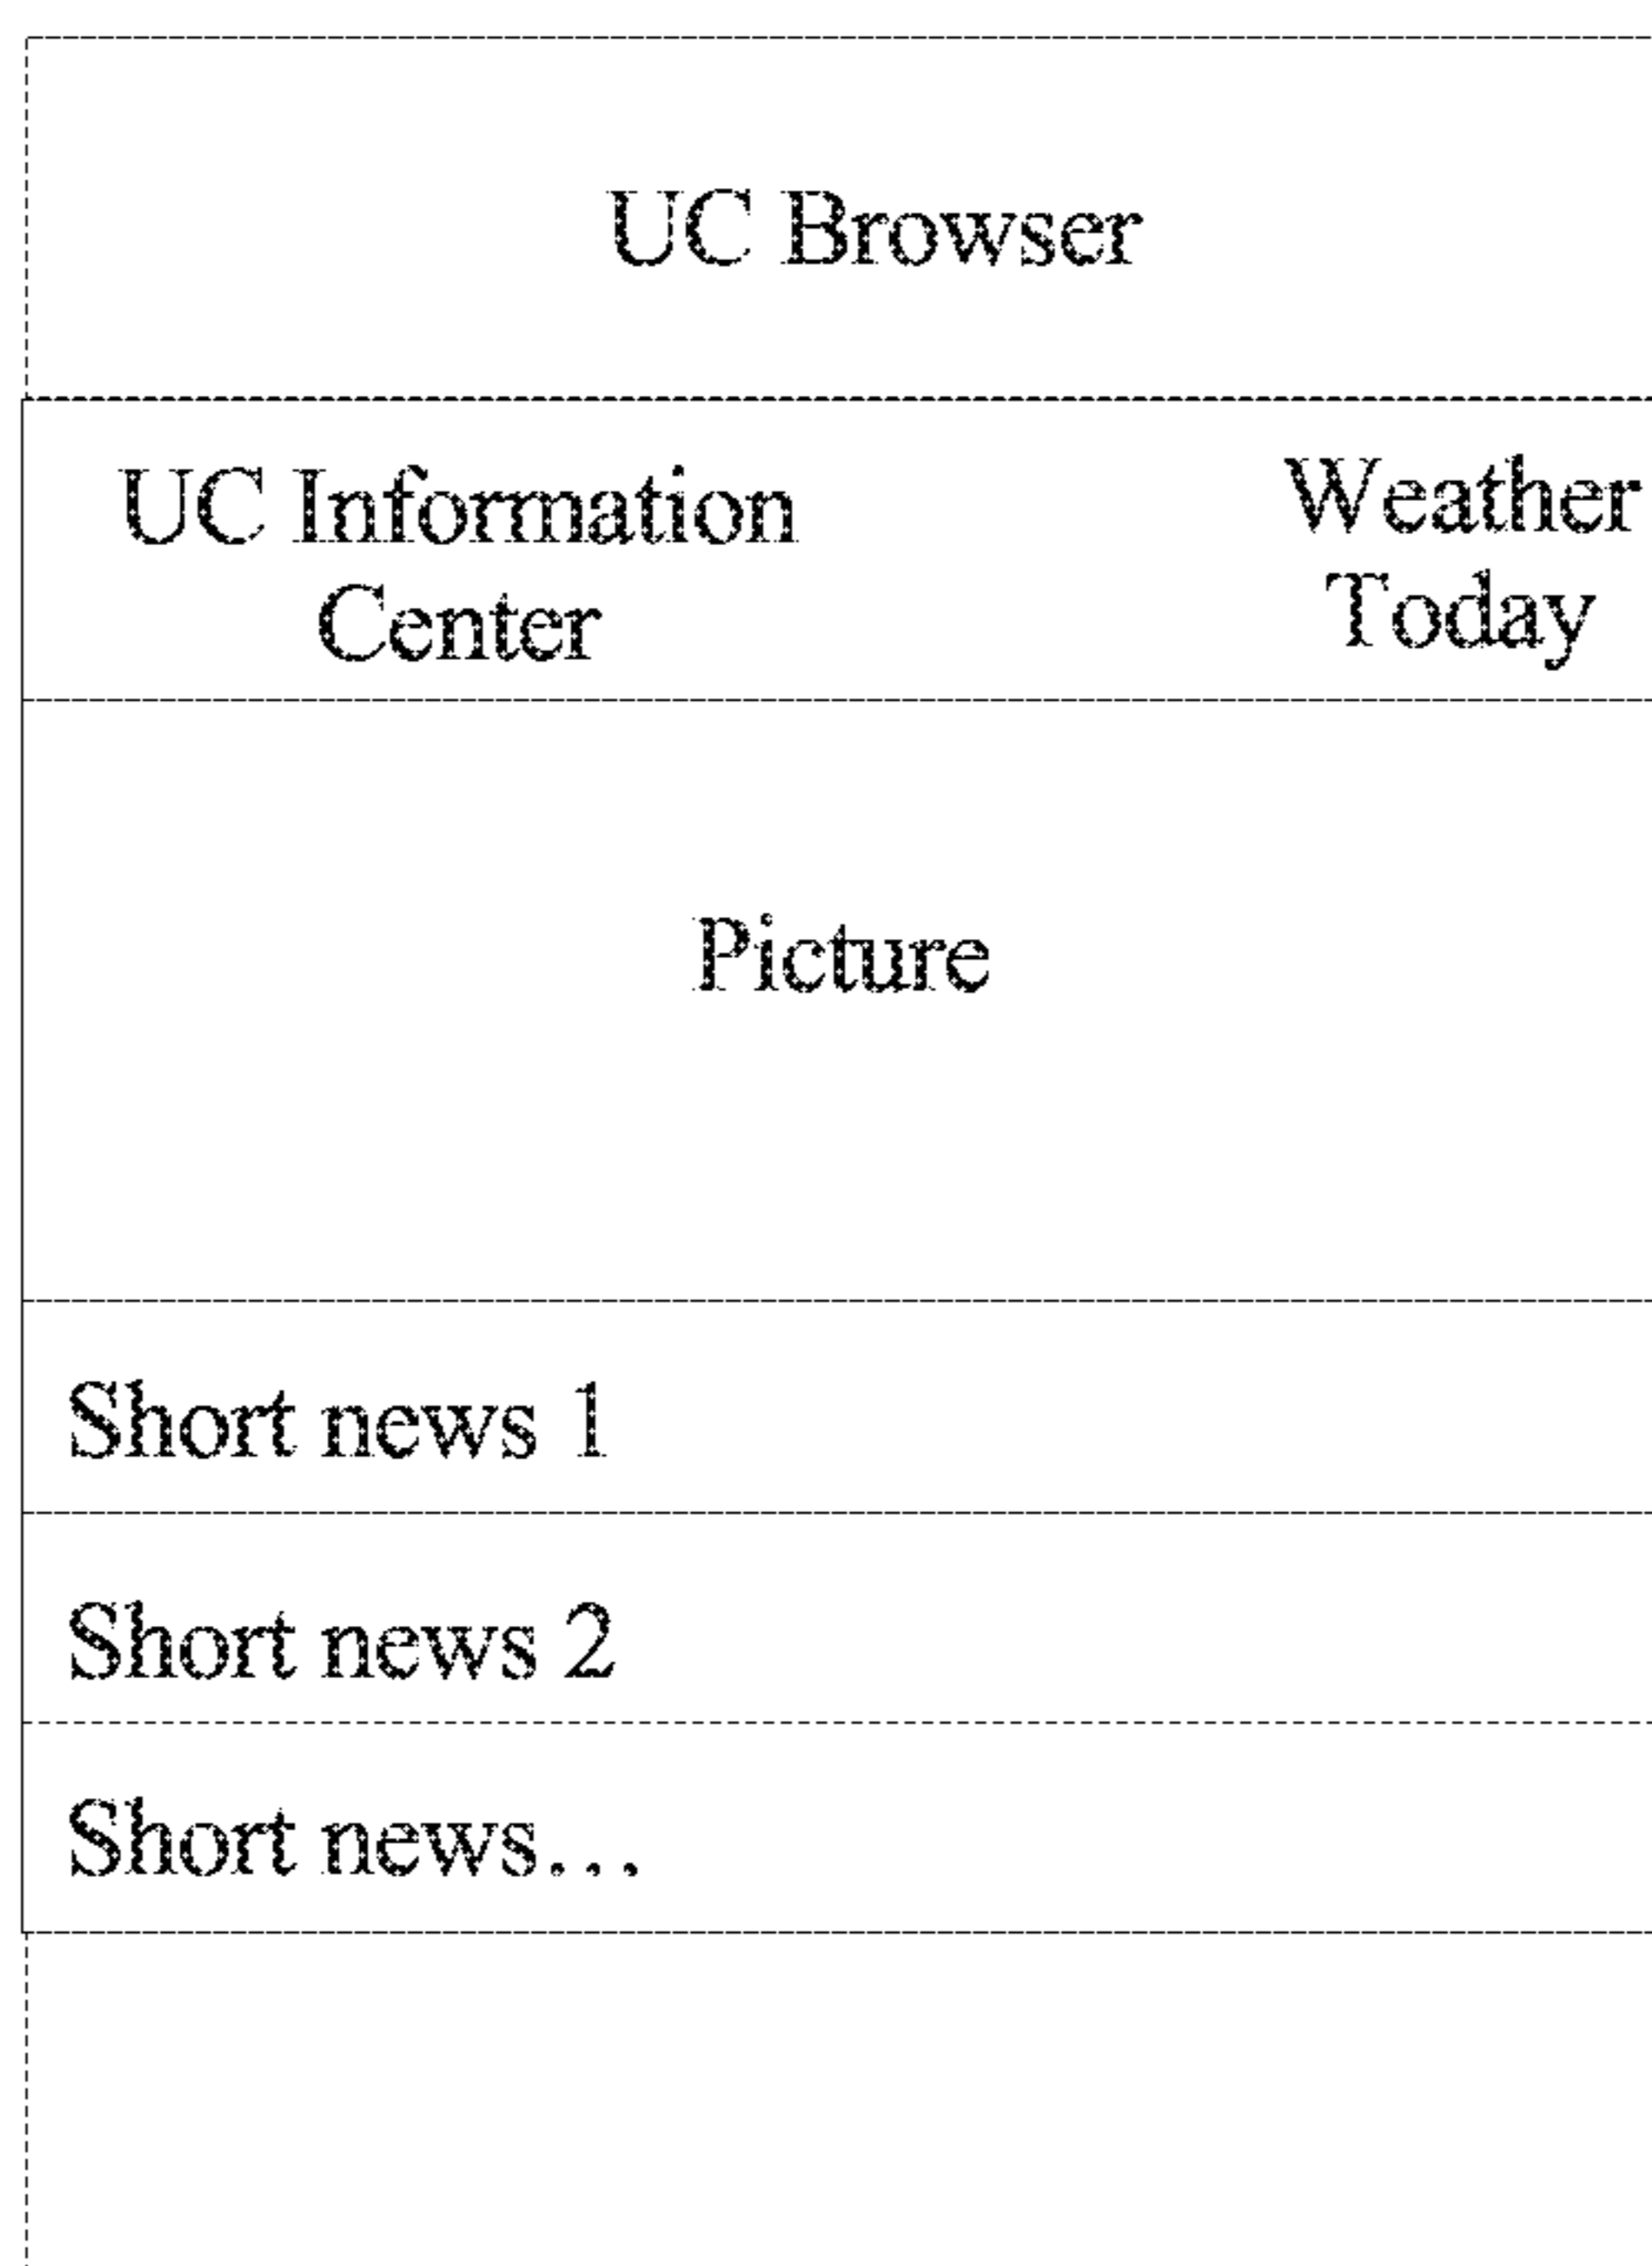 UC Browser
UC Information
Center
Weather
Today
Picture
Short news 1
Short news 2
Short news…